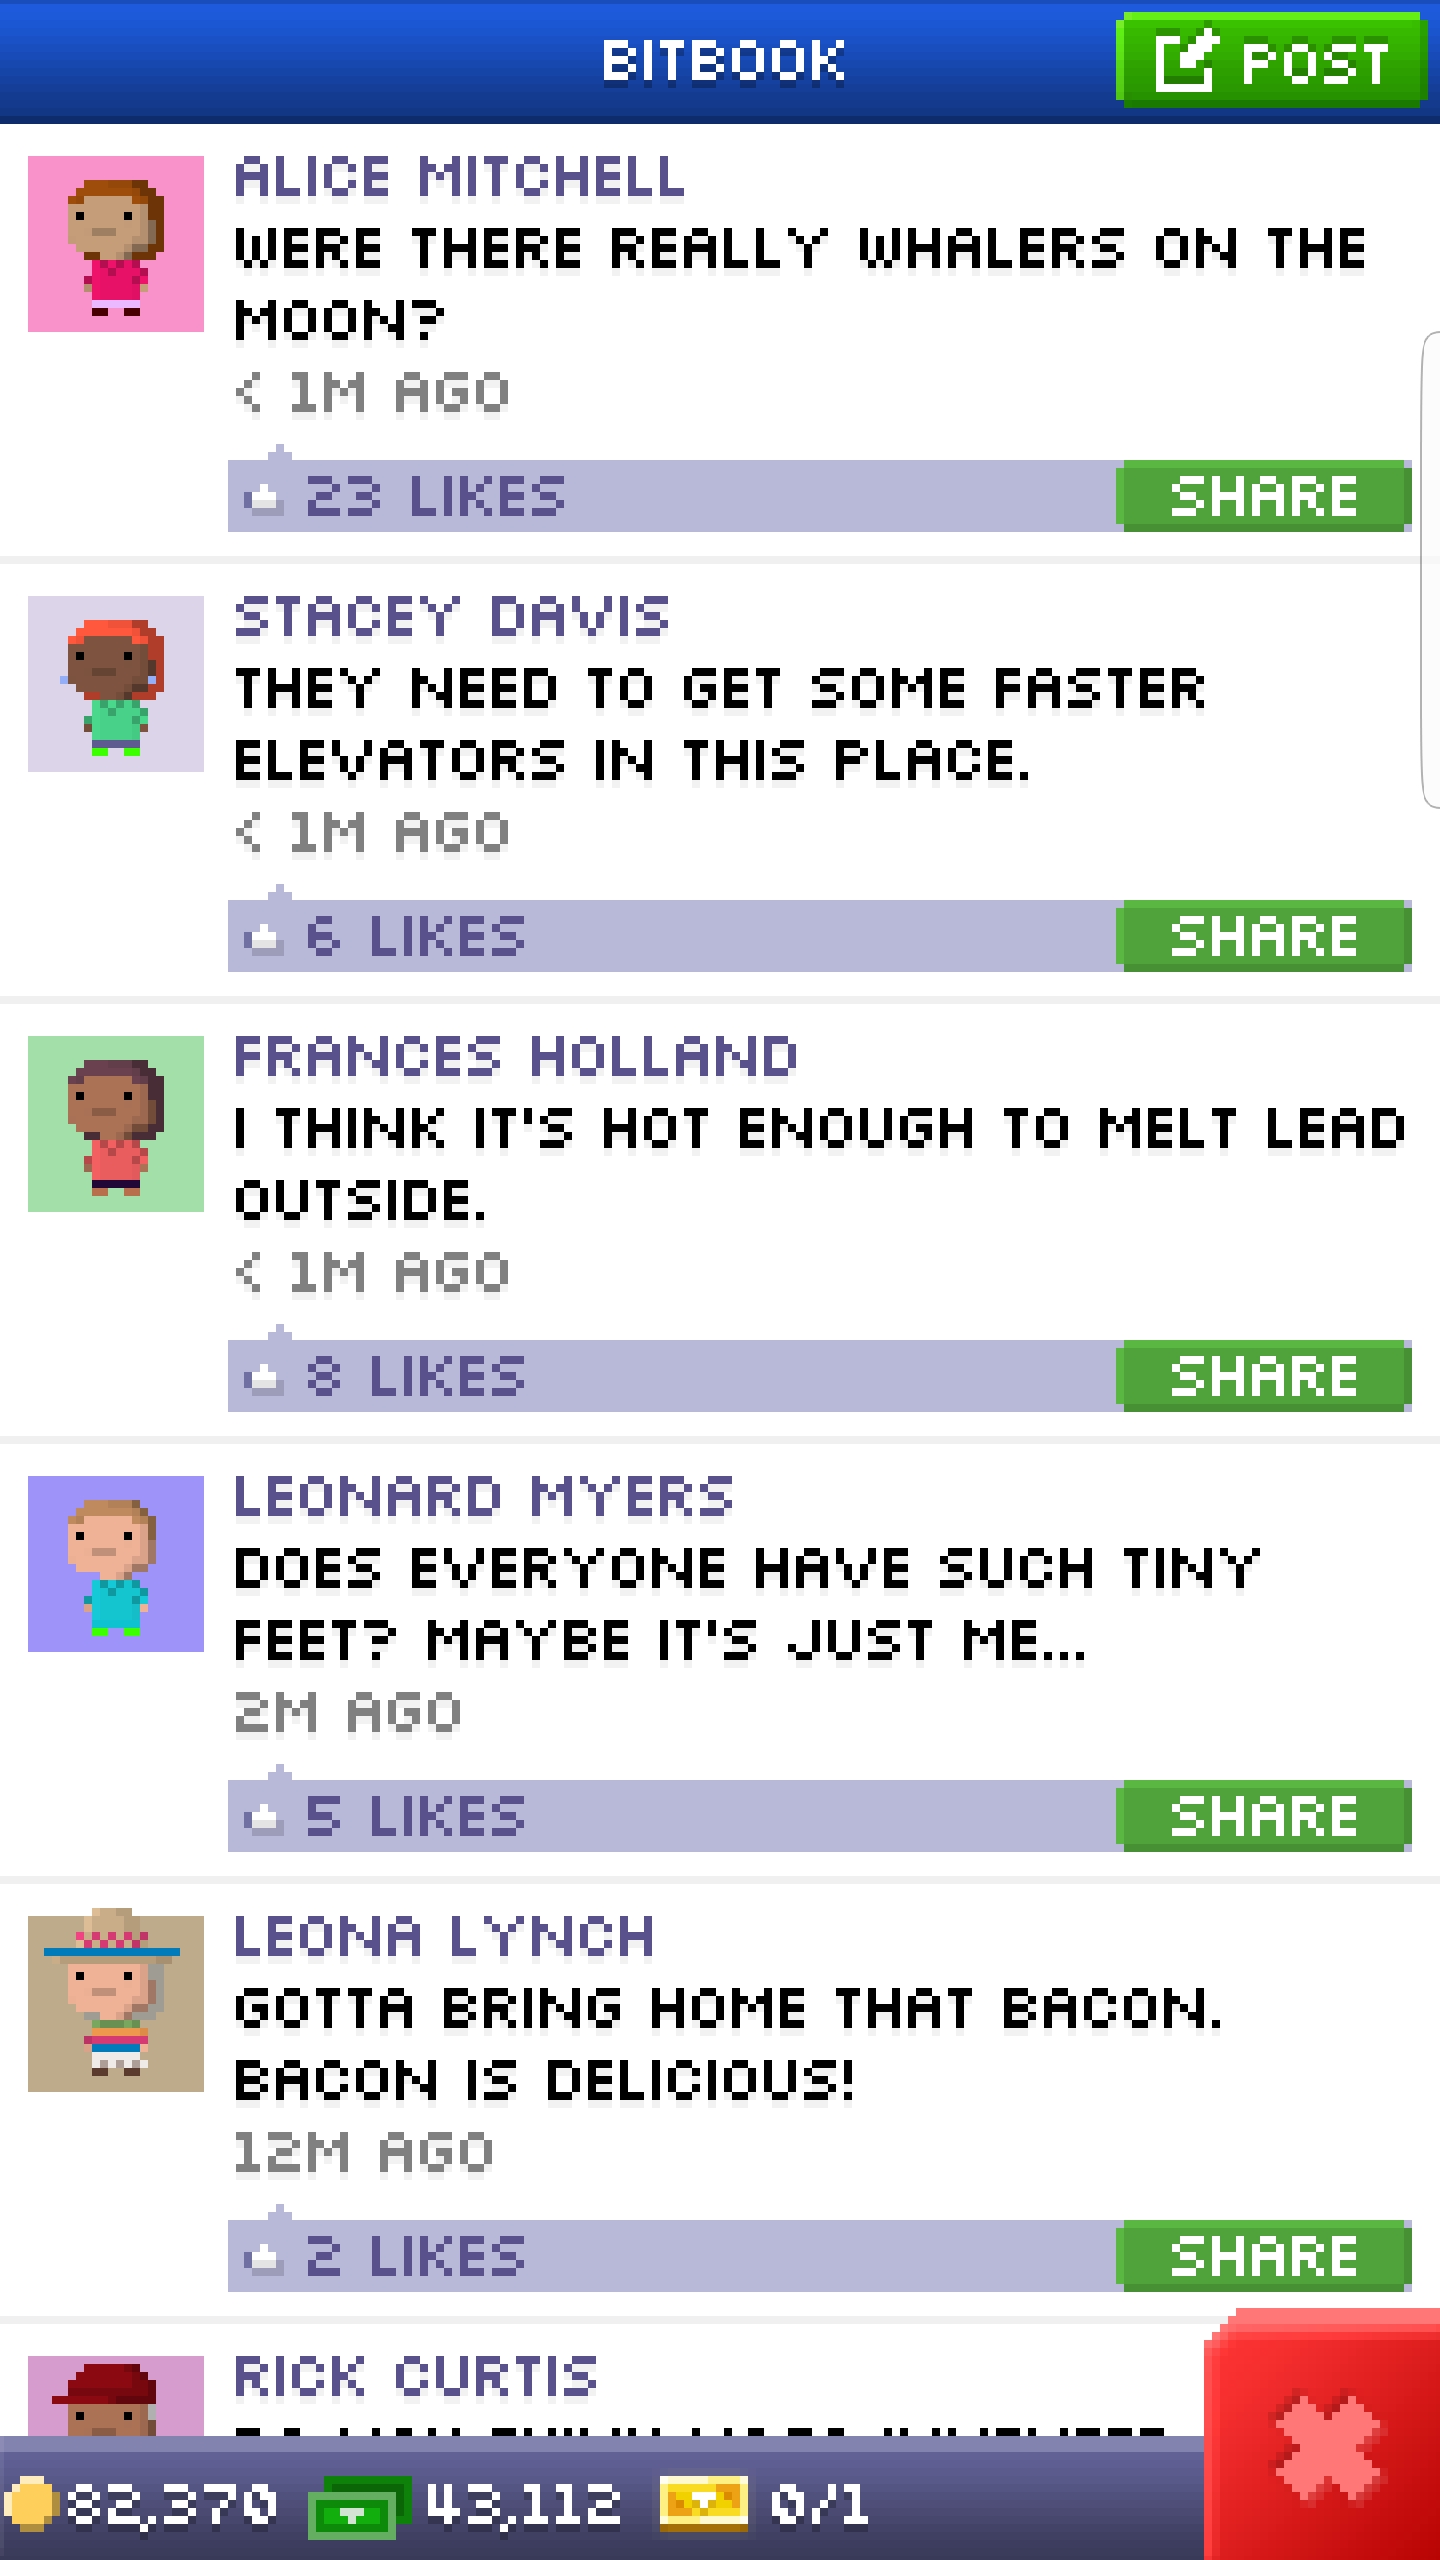 BITBOOK
POST
ALICE MITCHELL
WERE THERE REALLY WHALERS ON THE
MOON?
< 1M AGO
23 LIKES
SHARE
STACEY DAVIS
THEY NEED TO GET SOME FASTER
ELEVATORS IN THIS PLACE.
< 1M AGO
6 LIKES
SHARE
FRANCES HOLLAND
I THINK IT'S HOT ENOUGH TO MELT LEAD
OUTSIDE.
< 1M AGO
8 LIKES
SHARE
LEONARD MYERS
DOES EVERYONE HAVE SUCH TINY
FEET? MAYBE IT'S JUST ME...
2M AGO
5 LIKES
SHARE
LEONA LYNCH
GOTTA BRING HOME THAT BACON.
BACON IS DELICIOUS!
12M AGO
2 LIKES
SHARE
RICK CURTIS
82,370
43,112
0/1